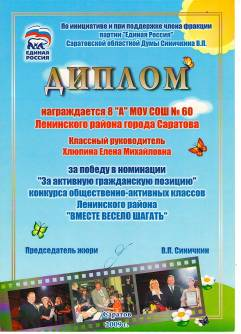 ЕДИНАЯ
РОССИЯ
По инициативе и при поддержке члена фракции
партии "Единая Россия"
Саратовской областной Думы Синичкина В.П.
ДИПЛОМ
награждается 8 "А" МОУ СОШ № 60
Ленинского района города Саратова
Классный руководитель
Хлюпина Елена Михайловна
за победу в номинации
"За активную гражданскую позицию"
конкурса общественно-активных классов
Ленинского района
"ВМЕСТЕ ВЕСЕЛО ШАГАТЬ"
Председатель жюри В.П. Синичкин
Саратов
2009 г.